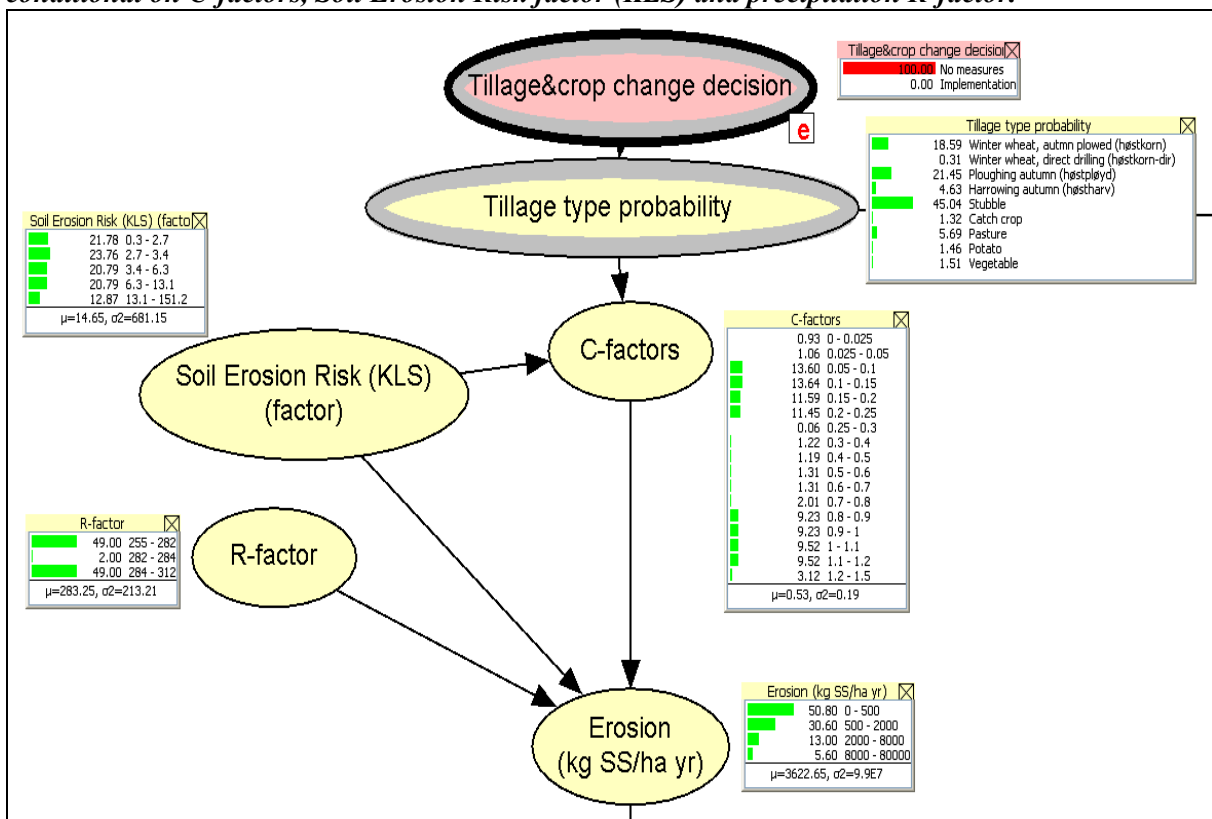 conditional on C-factors, Soil Erosion Risk factor (KLS) and precipitation R-factor.
Tillage&crop change decision
e
Tillage&crop change decisio
100.00 No measures
0.00 Implementation
Tillage type probability
Tillage type probability
18.59 Winter wheat, autmn plowed (høstkorn)
0.31 Winter wheat, direct drilling (høstkorn-dir)
21.45 Ploughing autumn (høstpløyd)
4.63 Harrowing autumn (høstharv)
45.04 Stubble
1.32 Catch crop
5.69 Pasture
1.46 Potato
1.51 Vegetable
Soil Erosion Risk (KLS) (facto
21.78 0.3 - 2.7
23.76 2.7 - 3.4
20.79 3.4 - 6.3
20.79 6.3 - 13.1
12.87 13.1 - 151.2
μ=14.65, σ2=681.15
Soil Erosion Risk (KLS)
(factor)
C-factors
C-factors
0.93 0 - 0.025
1.06 0.025 - 0.05
13.60 0.05 - 0.1
13.64 0.1 - 0.15
11.59 0.15 - 0.2
11.45 0.2 - 0.25
0.06 0.25 - 0.3
1.22 0.3 - 0.4
1.19 0.4 - 0.5
1.31 0.5 - 0.6
1.31 0.6 - 0.7
2.01 0.7 - 0.8
9.23 0.8 - 0.9
9.23 0.9 - 1
9.52 1 - 1.1
9.52 1.1 - 1.2
3.12 1.2 - 1.5
μ=0.53, σ2=0.19
R-factor
49.00 255 - 282
2.00 282 - 284
49.00 284 - 312
μ=283.25, σ2=213.21
R-factor
Erosion
(kg SS/ha yr)
Erosion (kg SS/ha yr)
50.80 0 - 500
30.60 500 - 2000
13.00 2000 - 8000
5.60 8000 - 80000
μ=3622.65, σ2=9.9E7